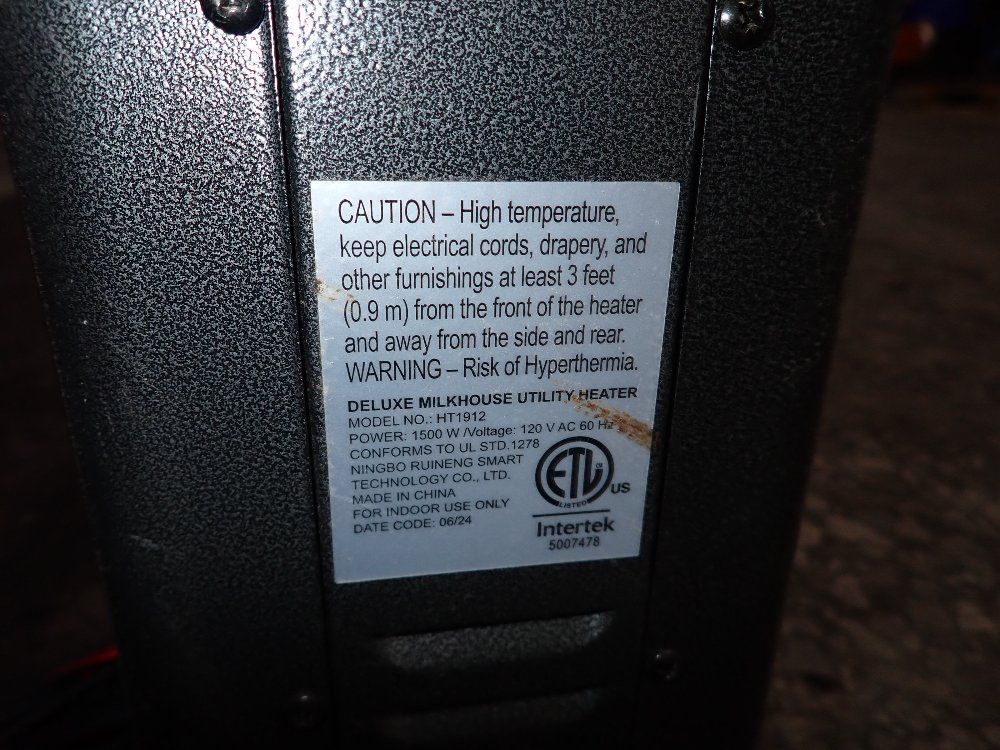 CAUTION – High temperature,
keep electrical cords, drapery, and
other furnishings at least 3 feet
(0.9 m) from the front of the heater
and away from the side and rear.
WARNING – Risk of Hyperthermia.
DELUXE MILKHOUSE UTILITY HEATER
MODEL NO.: HT1912
POWER: 1500 W /Voltage: 120 V AC 60 Hz
CONFORMS TO UL STD.1278
NINGBO RUINENG SMART
TECHNOLOGY CO., LTD.
MADE IN CHINA
FOR INDOOR USE ONLY
DATE CODE: 06/24
ETL CM
LISTED
US
Intertek
5007478